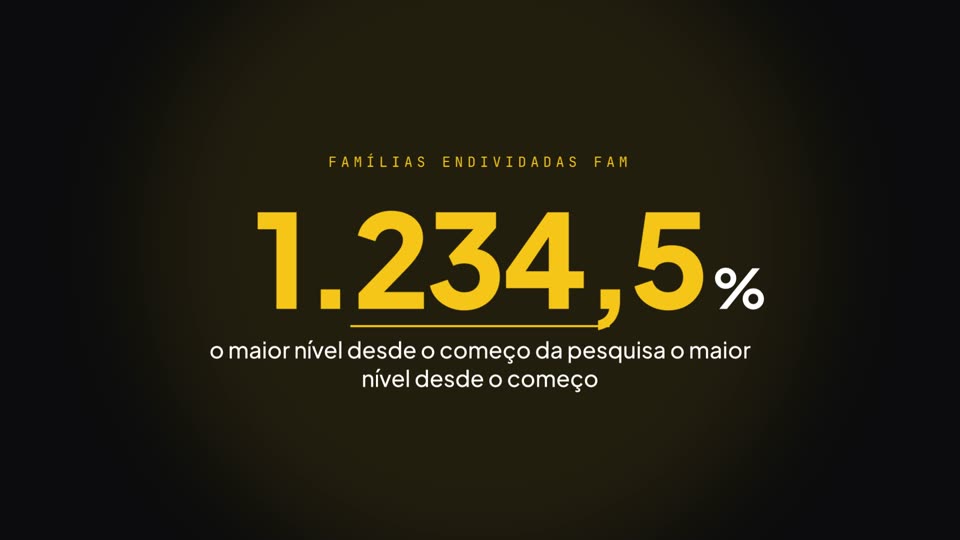 FAMÍLIAS ENDIVIDADAS FAM
1.234,5%
o maior nível desde o começo da pesquisa o maior
nível desde o começo